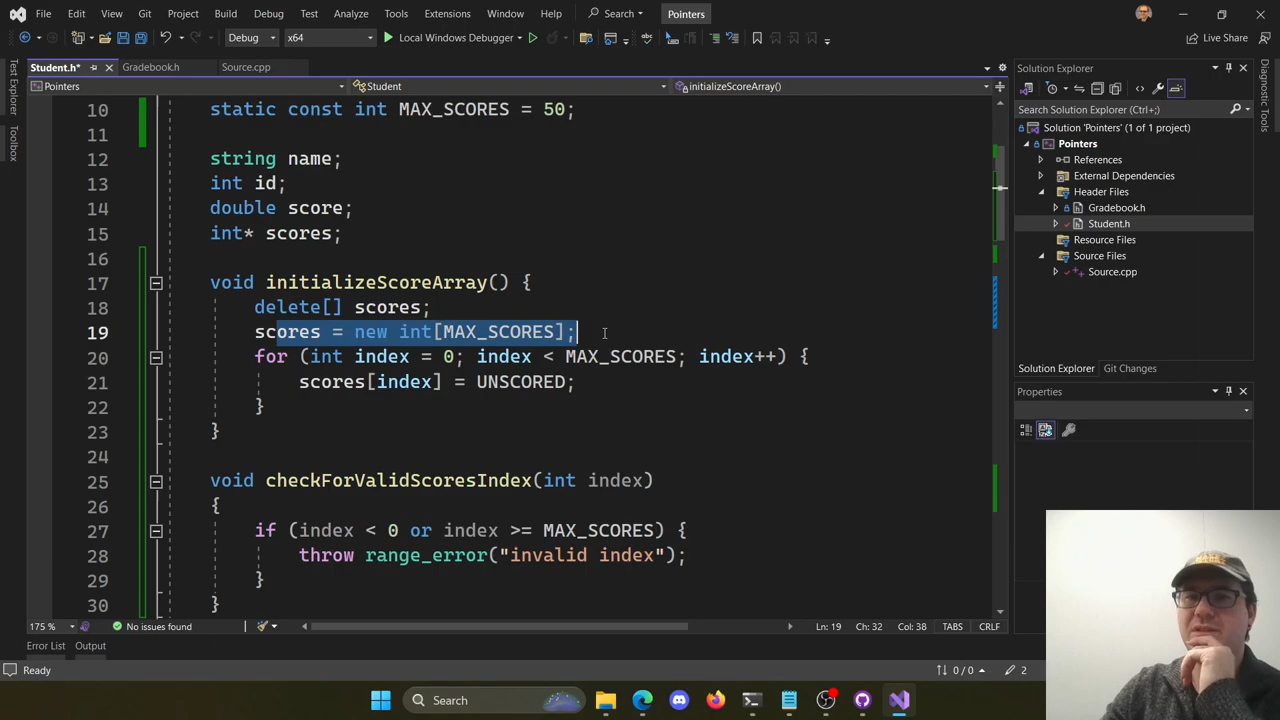 File Edit View Git Project Build Debug Test Analyze Tools Extensions Window Help Search Pointers
Debug x64 Local Windows Debugger Live Share
Student.h* Gradebook.h Source.cpp
Pointers Student initializeScoreArray()
10 static const int MAX_SCORES = 50;
11
12 string name;
13 int id;
14 double score;
15 int* scores;
16
17 void initializeScoreArray() {
18 delete[] scores;
19 scores = new int[MAX_SCORES];
20 for (int index = 0; index < MAX_SCORES; index++) {
21 scores[index] = UNSCORED;
22 }
23 }
24
25 void checkForValidScoresIndex(int index)
26 {
27 if (index < 0 or index >= MAX_SCORES) {
28 throw range_error("invalid index");
29 }
30 }
175 % No issues found Ln: 19 Ch: 32 Col: 38 TABS CRLF
Error List Output
Ready 0 / 0 2
Search
Test Explorer
Toolbox
Solution Explorer
Search Solution Explorer (Ctrl+;)
Solution 'Pointers' (1 of 1 project)
Pointers
References
External Dependencies
Header Files
Gradebook.h
Student.h
Resource Files
Source Files
Source.cpp
Solution Explorer Git Changes
Properties
Diagnostic Tools